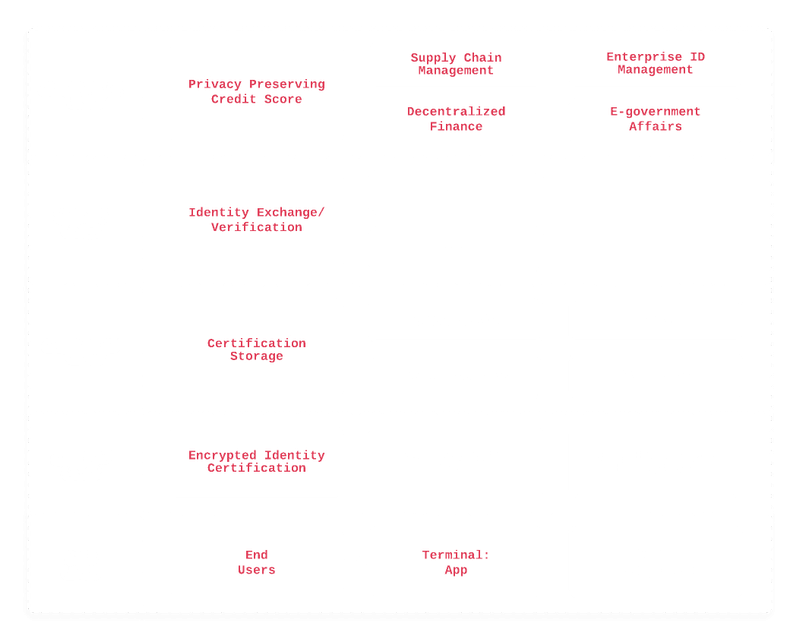 Supply Chain
Management
Enterprise ID
Management
Privacy Preserving
Credit Score
Decentralized
Finance
E-government
Affairs
Identity Exchange/
Verification
Certification
Storage
Encrypted Identity
Certification
End
Users
Terminal:
App